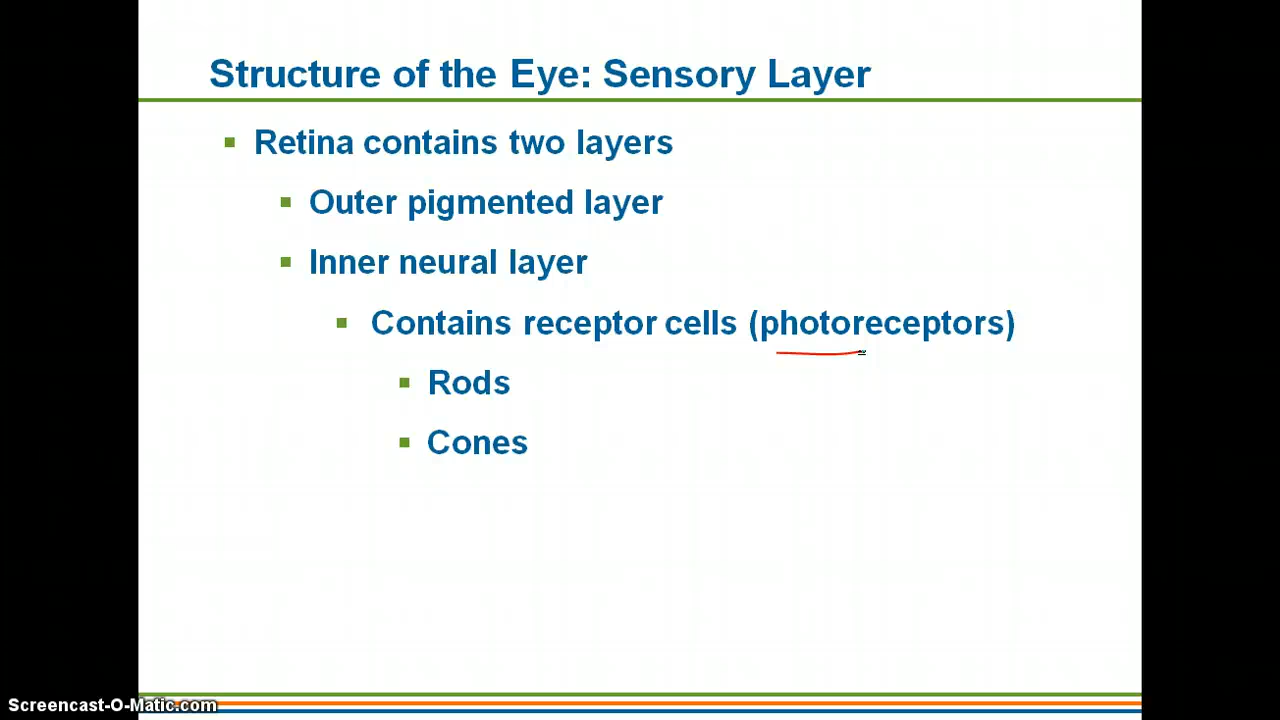 Structure of the Eye: Sensory Layer
Retina contains two layers
Outer pigmented layer
Inner neural layer
Contains receptor cells (photoreceptors)
Rods
Cones
Screencast-O-Matic.com